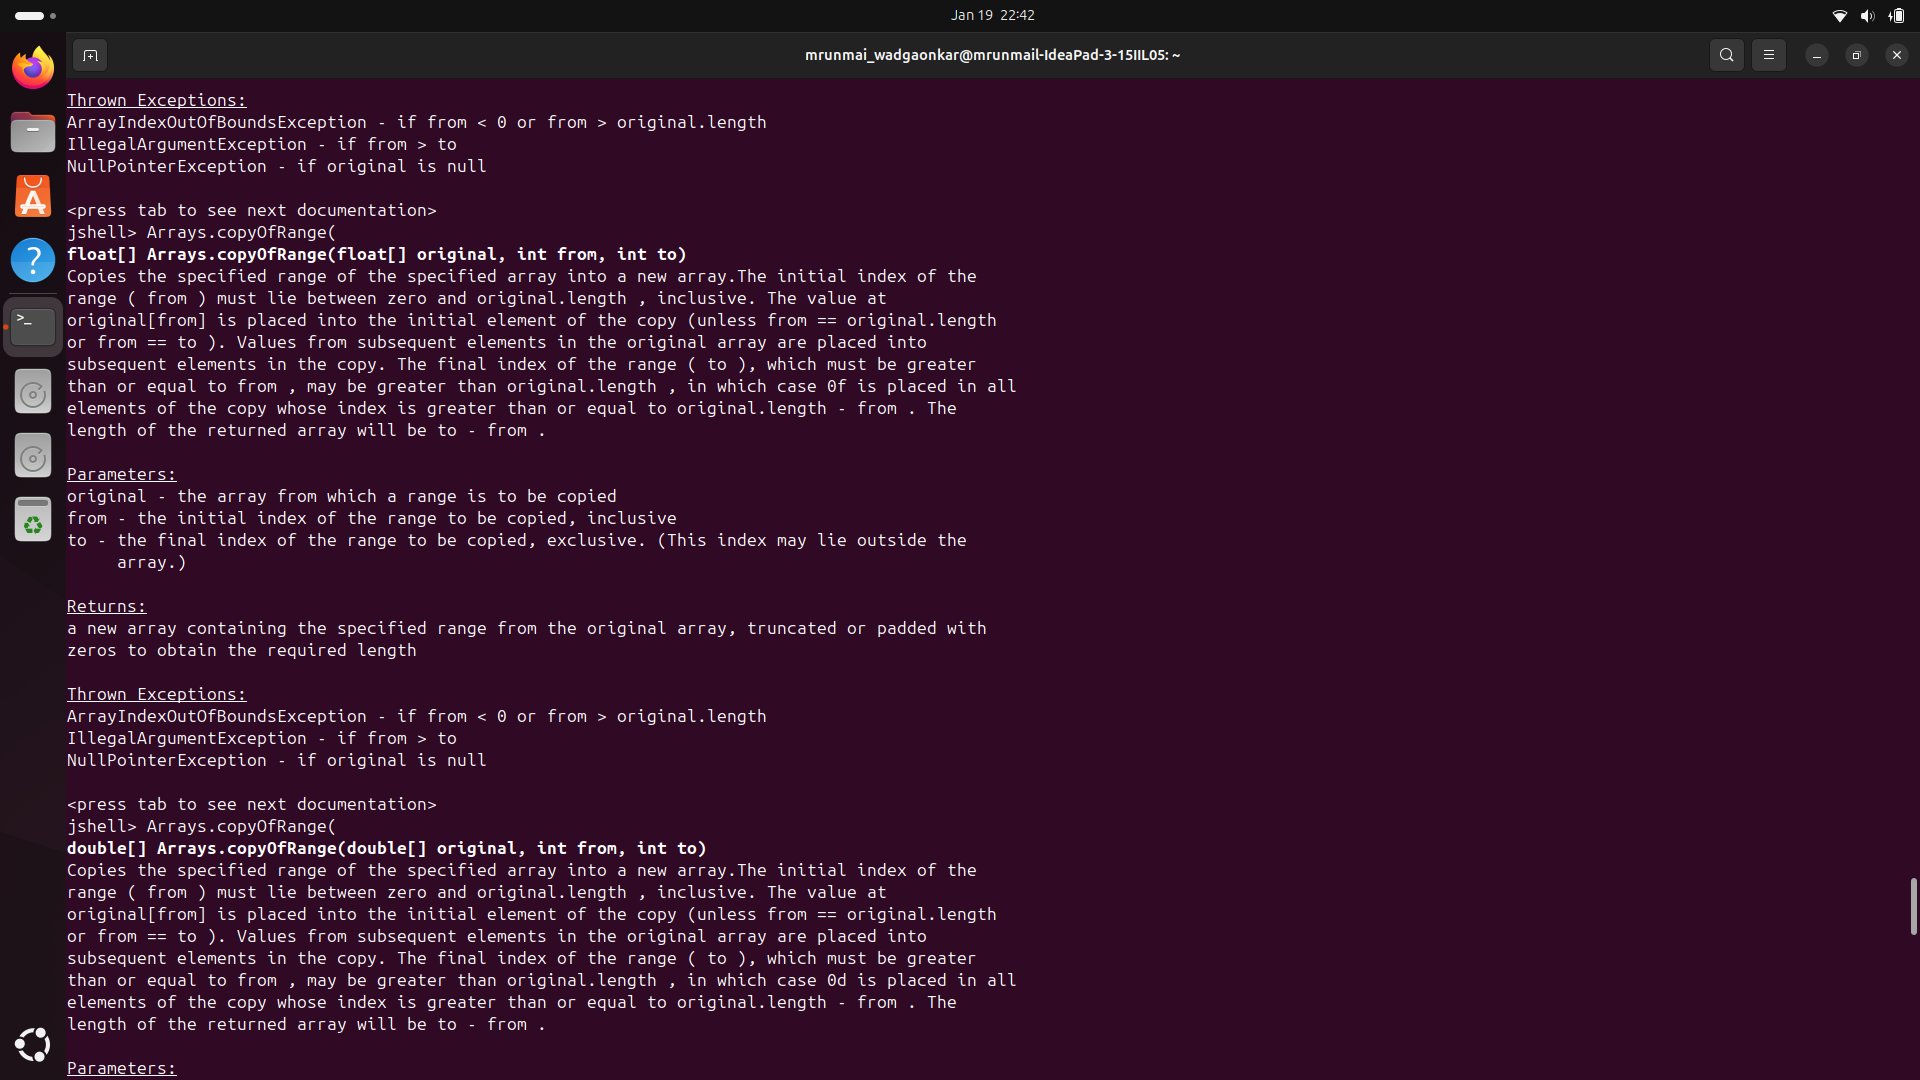 Jan 19 22:42
mrunmai_wadgaonkar@mrunmail-IdeaPad-3-15IIL05: ~
Thrown Exceptions:
ArrayIndexOutOfBoundsException - if from < 0 or from > original.length
IllegalArgumentException - if from > to
NullPointerException - if original is null
<press tab to see next documentation>
jshell> Arrays.copyOfRange(
float[] Arrays.copyOfRange(float[] original, int from, int to)
Copies the specified range of the specified array into a new array.The initial index of the
range ( from ) must lie between zero and original.length , inclusive. The value at
original[from] is placed into the initial element of the copy (unless from == original.length
or from == to ). Values from subsequent elements in the original array are placed into
subsequent elements in the copy. The final index of the range ( to ), which must be greater
than or equal to from , may be greater than original.length , in which case 0f is placed in all
elements of the copy whose index is greater than or equal to original.length - from . The
length of the returned array will be to - from .
Parameters:
original - the array from which a range is to be copied
from - the initial index of the range to be copied, inclusive
to - the final index of the range to be copied, exclusive. (This index may lie outside the
array.)
Returns:
a new array containing the specified range from the original array, truncated or padded with
zeros to obtain the required length
Thrown Exceptions:
ArrayIndexOutOfBoundsException - if from < 0 or from > original.length
IllegalArgumentException - if from > to
NullPointerException - if original is null
<press tab to see next documentation>
jshell> Arrays.copyOfRange(
double[] Arrays.copyOfRange(double[] original, int from, int to)
Copies the specified range of the specified array into a new array.The initial index of the
range ( from ) must lie between zero and original.length , inclusive. The value at
original[from] is placed into the initial element of the copy (unless from == original.length
or from == to ). Values from subsequent elements in the original array are placed into
subsequent elements in the copy. The final index of the range ( to ), which must be greater
than or equal to from , may be greater than original.length , in which case 0d is placed in all
elements of the copy whose index is greater than or equal to original.length - from . The
length of the returned array will be to - from .
Parameters: